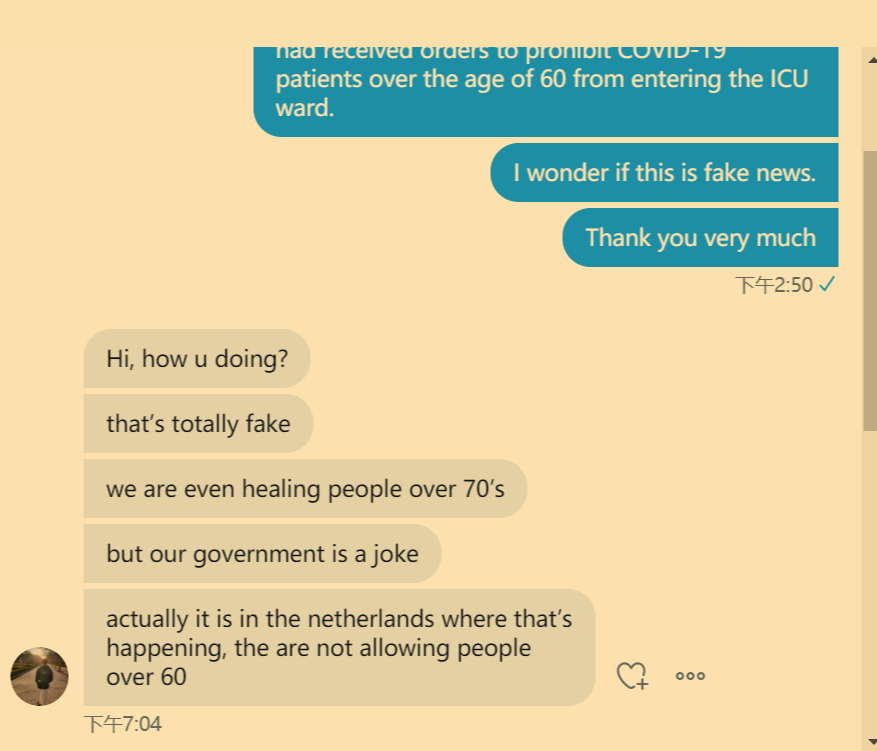 had received orders to prohibit COVID-19
patients over the age of 60 from entering the ICU
ward.
I wonder if this is fake news.
Thank you very much
下午2:50
Hi, how u doing?
that's totally fake
we are even healing people over 70's
but our government is a joke
actually it is in the netherlands where that's
happening, the are not allowing people
over 60
下午7:04